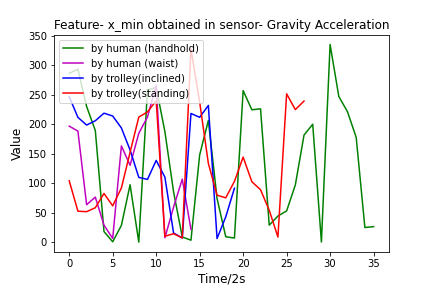 Feature- x_min obtained in sensor- Gravity Acceleration
350
300
250
200
150
100
50
0
Value
by human (handhold)
by human (waist)
by trolley(inclined)
by trolley(standing)
0 5 10 15 20 25 30 35
Time/2s